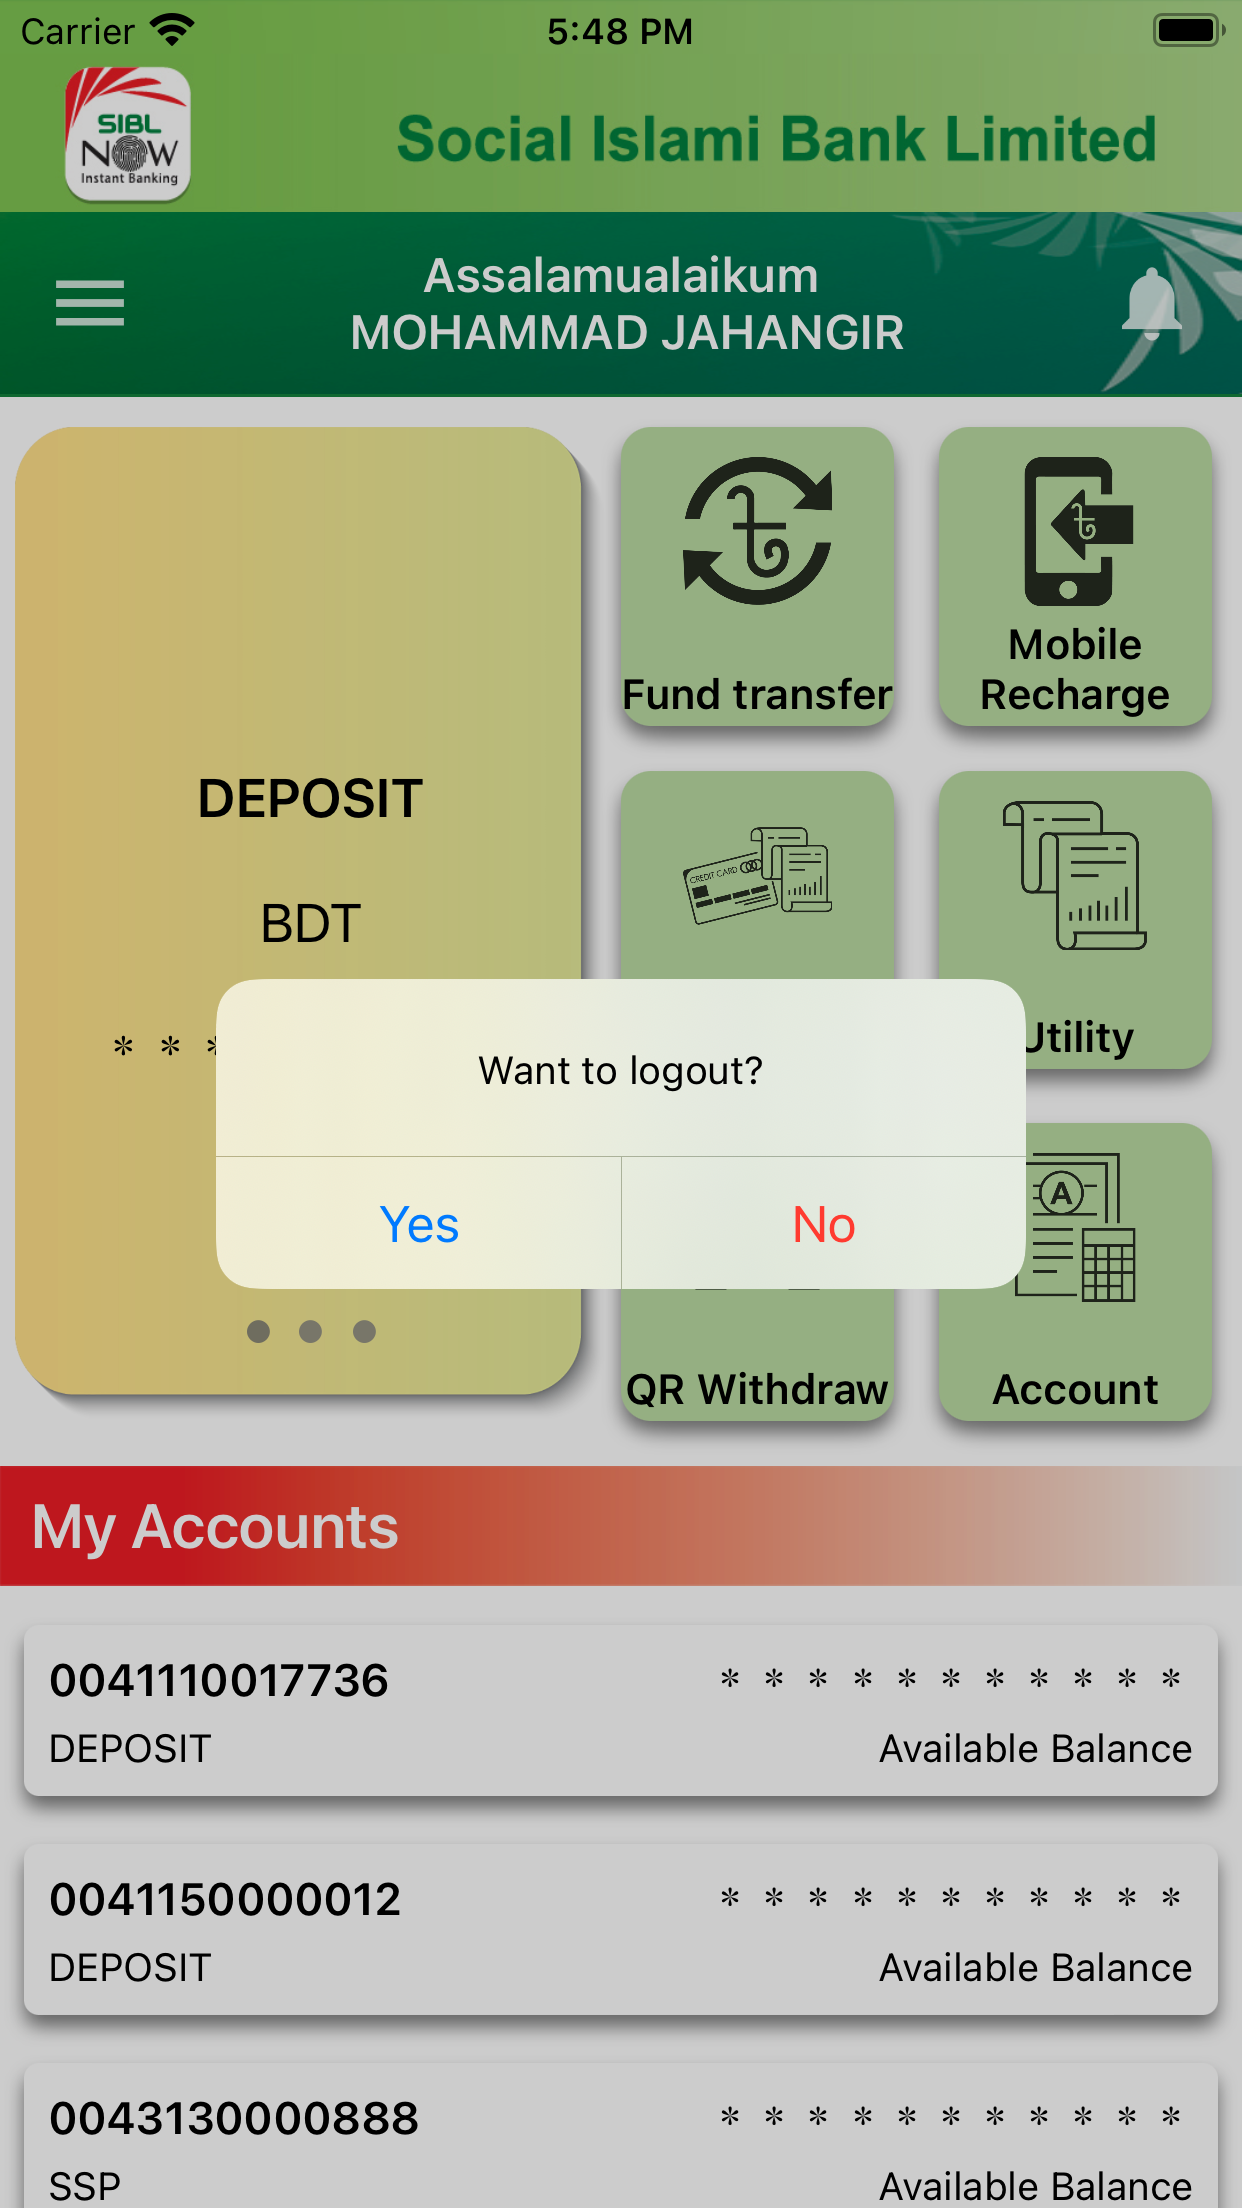 Carrier
5:48 PM
SIBL
NOW
Instant Banking
Social Islami Bank Limited
Assalamualaikum
MOHAMMAD JAHANGIR
DEPOSIT
BDT
* *
৳
Fund transfer
৳
Mobile
Recharge
CREDIT CARD
Utility
Want to logout?
Yes
No
A
QR Withdraw
Account
My Accounts
0041110017736
* * * * * * * * * * *
DEPOSIT
Available Balance
0041150000012
* * * * * * * * * * *
DEPOSIT
Available Balance
0043130000888
* * * * * * * * * * *
SSP
Available Balance